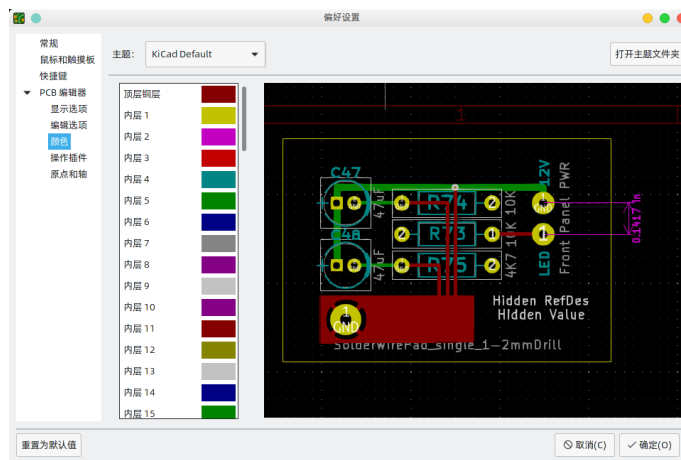 偏好设置
常规
鼠标和触摸板
快捷键
PCB 编辑器
显示选项
编辑选项
颜色
操作插件
原点和轴
主题:
KiCad Default
打开主题文件夹
顶层铜层
内层 1
内层 2
内层 3
内层 4
内层 5
内层 6
内层 7
内层 8
内层 9
内层 10
内层 11
内层 12
内层 13
内层 14
内层 15
1
C47
47uF
R74
2
10K
12V
1
GND
Front Panel PWR
0.1417 in
C48
47uF
2
R73
1
10K
1
LED
R75
2
4K7
1
GND
Hidden RefDes
HIdden Value
SolderWirePad_single_1-2mmDrill
重置为默认值
取消(C)
确定(O)